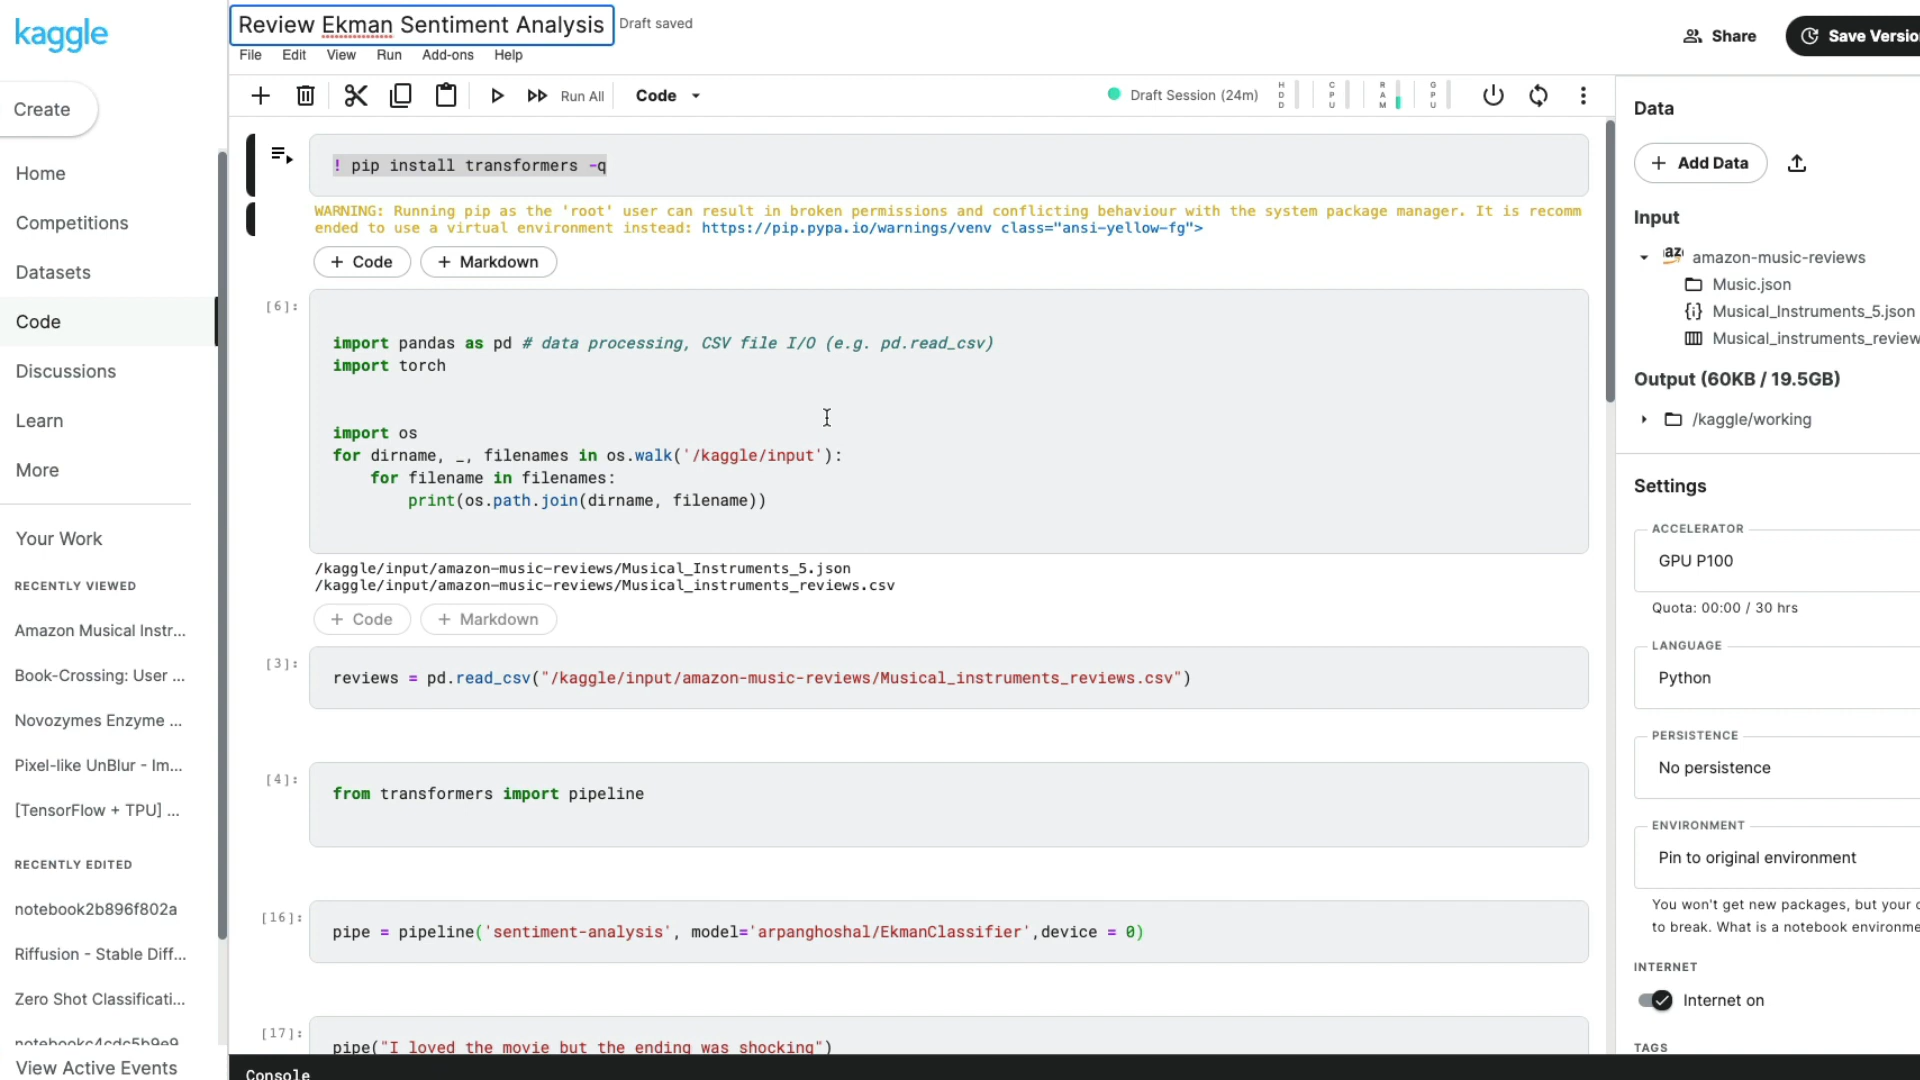 kaggle
Review Ekman Sentiment Analysis
Draft saved
File Edit View Run Add-ons Help
Share
Save Versio
Create
Home
Competitions
Datasets
Code
Discussions
Learn
More
Your Work
RECENTLY VIEWED
Amazon Musical Instr...
Book-Crossing: User ...
Novozymes Enzyme ...
Pixel-like UnBlur - Im...
[TensorFlow + TPU] ...
RECENTLY EDITED
notebook2b896f802a
Riffusion - Stable Diff...
Zero Shot Classificati...
notebookc4cdc5b9e9
View Active Events
Run All
Code
Draft Session (24m)
HDD
CPU
RAM
GPU
! pip install transformers -q
WARNING: Running pip as the 'root' user can result in broken permissions and conflicting behaviour with the system package manager. It is recomm
ended to use a virtual environment instead: https://pip.pypa.io/warnings/venv class="ansi-yellow-fg">
+ Code + Markdown
[6]:
import pandas as pd # data processing, CSV file I/O (e.g. pd.read_csv)
import torch
import os
for dirname, _, filenames in os.walk('/kaggle/input'):
    for filename in filenames:
        print(os.path.join(dirname, filename))
/kaggle/input/amazon-music-reviews/Musical_Instruments_5.json
/kaggle/input/amazon-music-reviews/Musical_instruments_reviews.csv
+ Code + Markdown
[3]:
reviews = pd.read_csv("/kaggle/input/amazon-music-reviews/Musical_instruments_reviews.csv")
[4]:
from transformers import pipeline
[16]:
pipe = pipeline('sentiment-analysis', model='arpanghoshal/EkmanClassifier',device = 0)
[17]:
pipe("I loved the movie but the ending was shocking")
Console
Data
+ Add Data
Input
az
amazon-music-reviews
Music.json
{i} Musical_Instruments_5.json
Musical_instruments_review
Output (60KB / 19.5GB)
/kaggle/working
Settings
ACCELERATOR
GPU P100
Quota: 00:00 / 30 hrs
LANGUAGE
Python
PERSISTENCE
No persistence
ENVIRONMENT
Pin to original environment
You won't get new packages, but your c
to break. What is a notebook environme
INTERNET
Internet on
TAGS